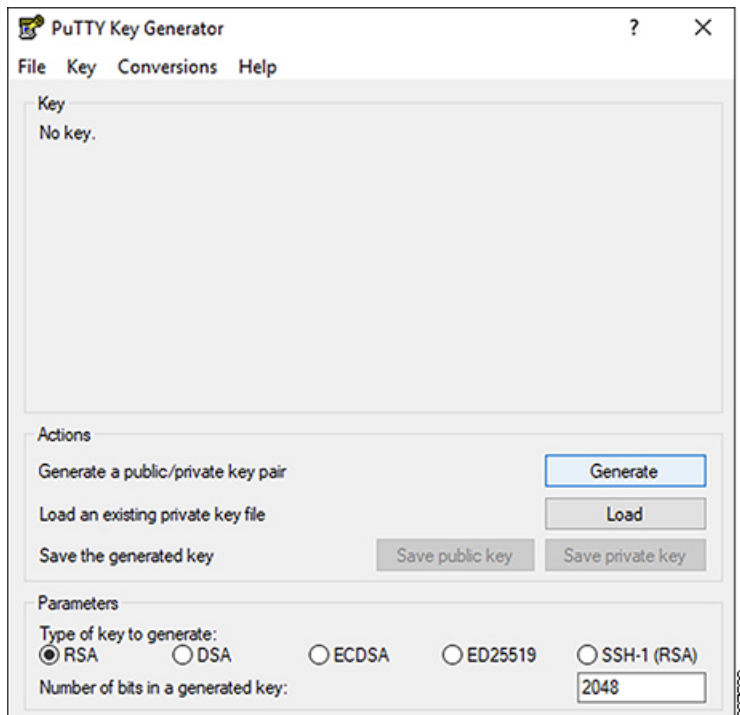 PuTTY Key Generator ? X
File Key Conversions Help
Key
No key.
Actions
Generate a public/private key pair Generate
Load an existing private key file Load
Save the generated key Save public key Save private key
Parameters
Type of key to generate:
RSA DSA ECDSA ED25519 SSH-1 (RSA)
Number of bits in a generated key: 2048